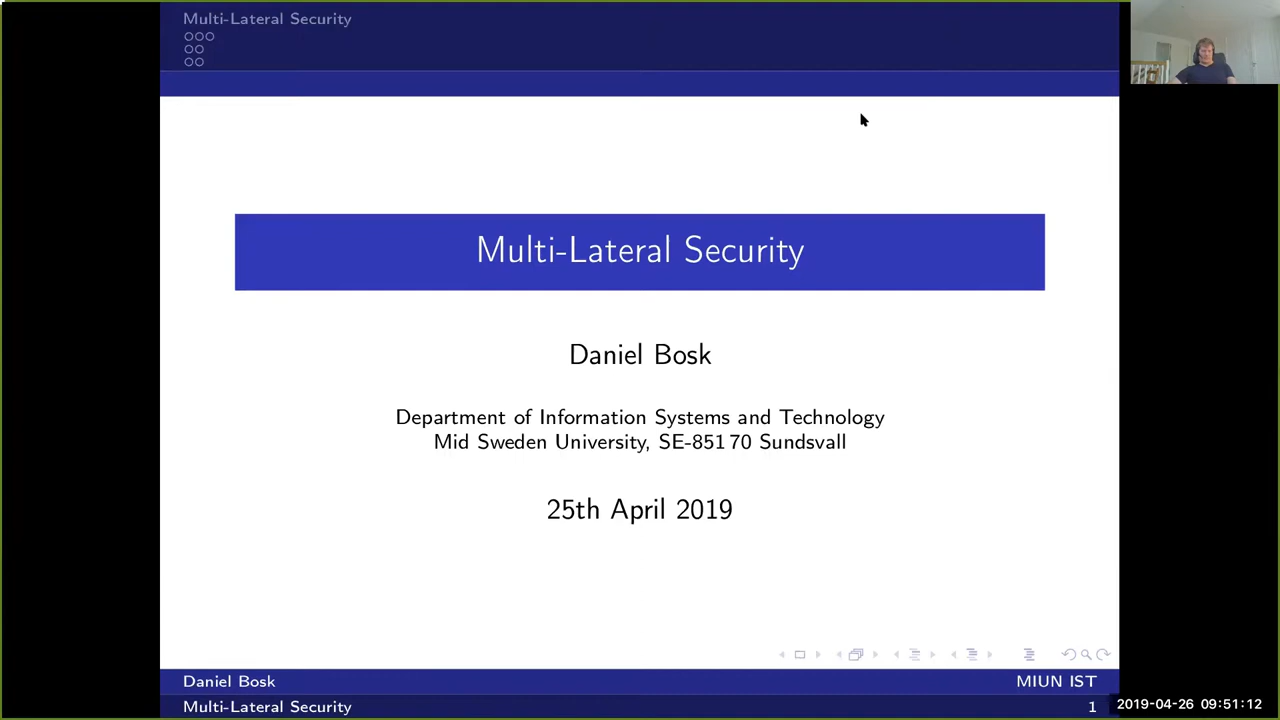 Multi-Lateral Security
Multi-Lateral Security
Daniel Bosk
Department of Information Systems and Technology
Mid Sweden University, SE-851 70 Sundsvall
25th April 2019
Daniel Bosk
MIUN IST
Multi-Lateral Security
1
2019-04-26 09:51:12